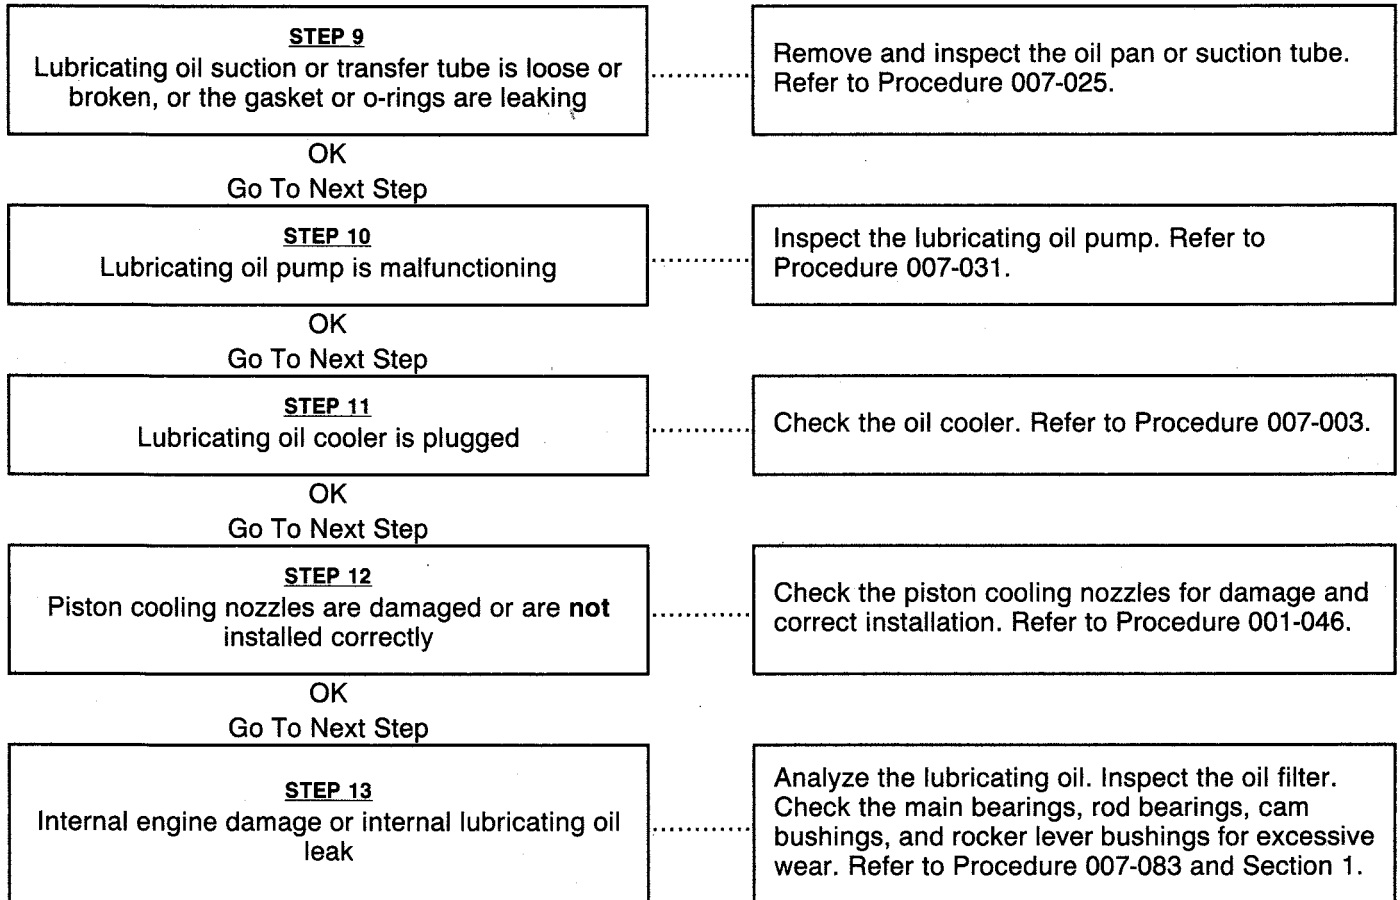 STEP 9
Lubricating oil suction or transfer tube is loose or
broken, or the gasket or o-rings are leaking
Remove and inspect the oil pan or suction tube.
Refer to Procedure 007-025.
OK
Go To Next Step
STEP 10
Lubricating oil pump is malfunctioning
Inspect the lubricating oil pump. Refer to
Procedure 007-031.
OK
Go To Next Step
STEP 11
Lubricating oil cooler is plugged
Check the oil cooler. Refer to Procedure 007-003.
OK
Go To Next Step
STEP 12
Piston cooling nozzles are damaged or are not
installed correctly
Check the piston cooling nozzles for damage and
correct installation. Refer to Procedure 001-046.
OK
Go To Next Step
STEP 13
Internal engine damage or internal lubricating oil
leak
Analyze the lubricating oil. Inspect the oil filter.
Check the main bearings, rod bearings, cam
bushings, and rocker lever bushings for excessive
wear. Refer to Procedure 007-083 and Section 1.